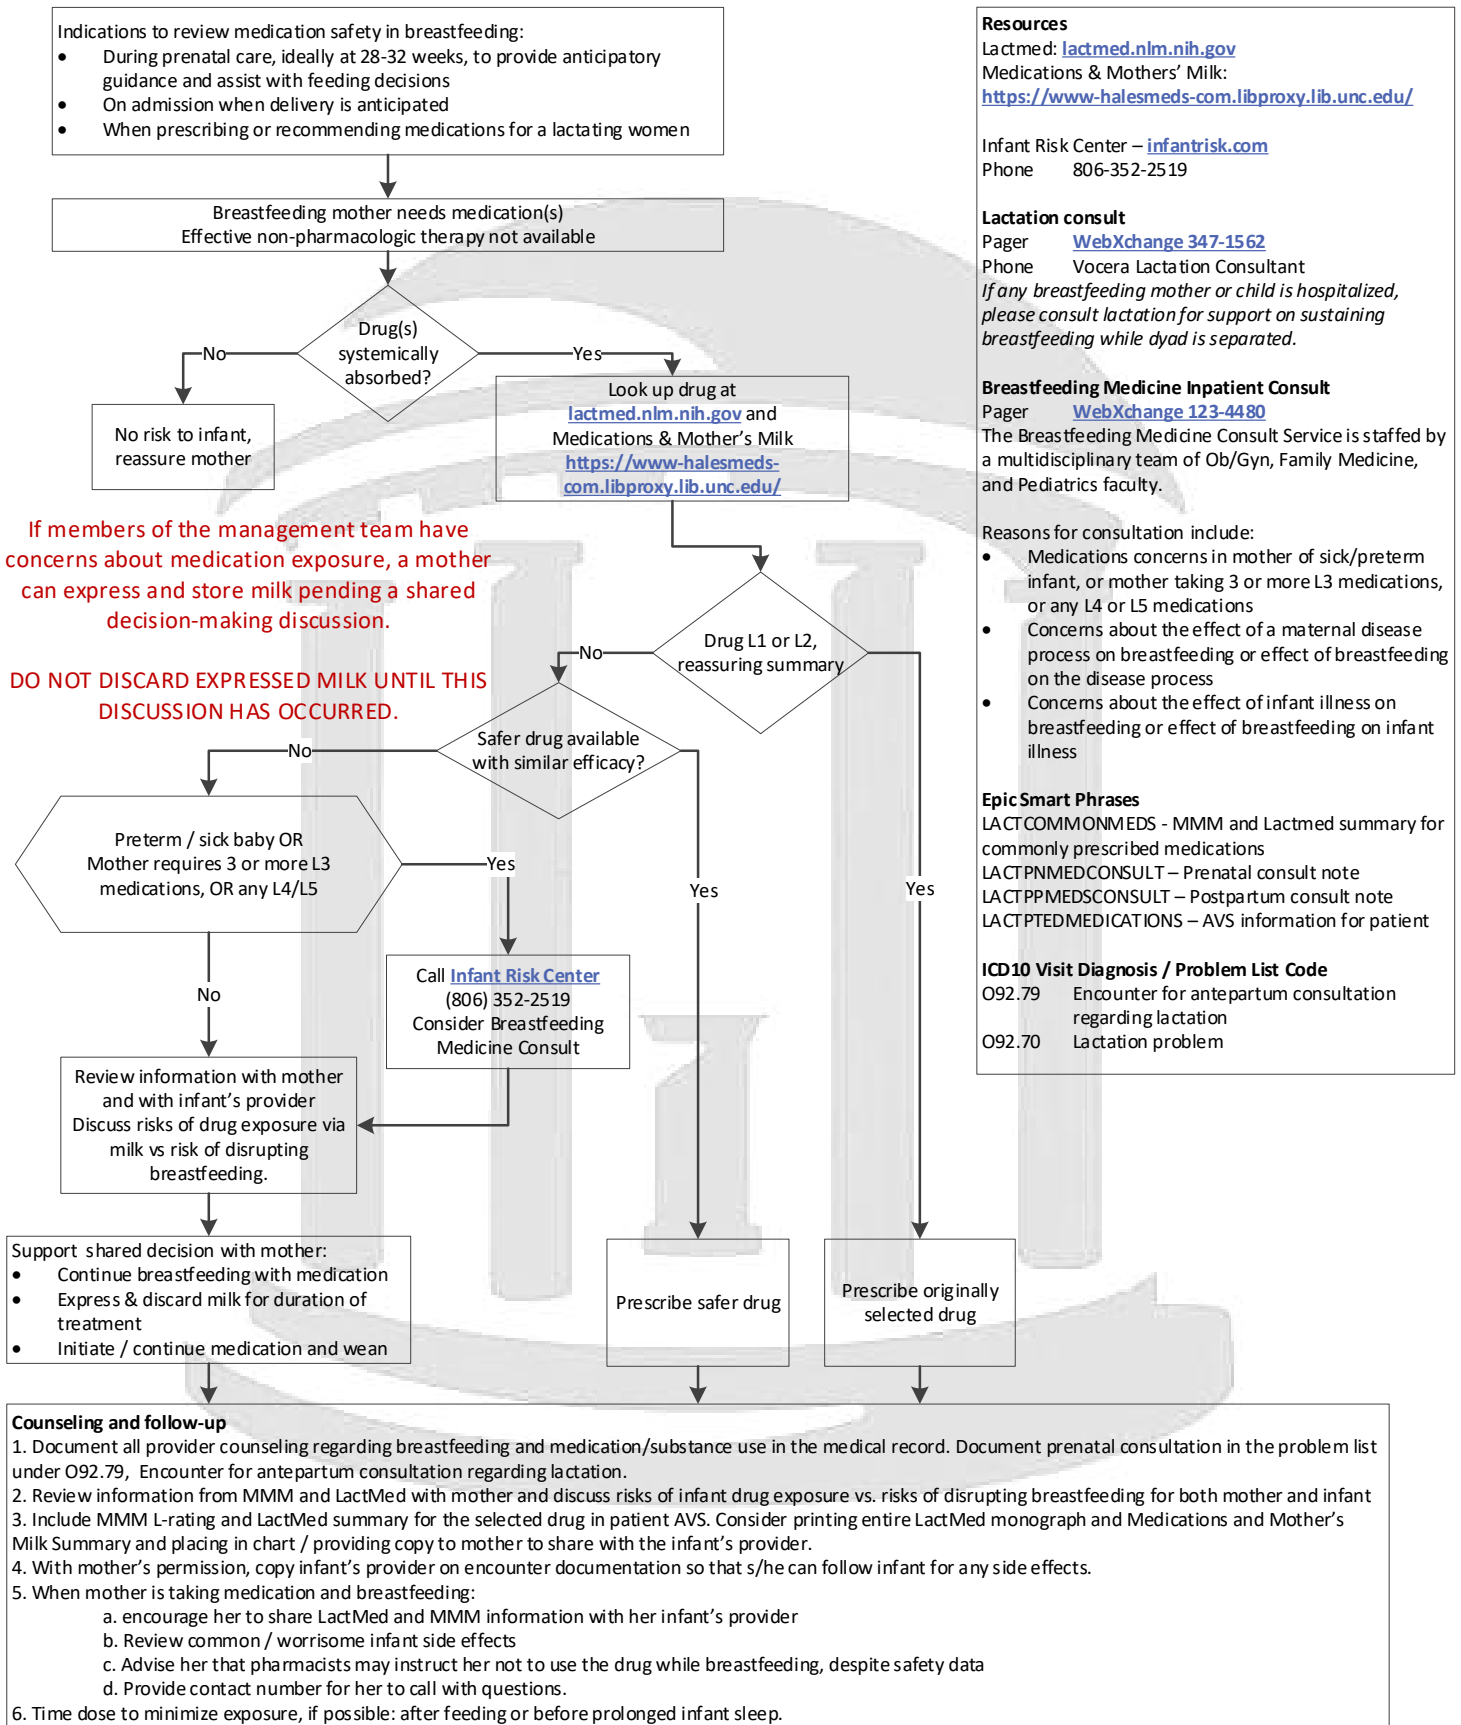 Indications to review medication safety in breastfeeding:
• During prenatal care, ideally at 28-32 weeks, to provide anticipatory
guidance and assist with feeding decisions
• On admission when delivery is anticipated
• When prescribing or recommending medications for a lactating women
Breastfeeding mother needs medication(s)
Effective non-pharmacologic therapy not available
Drug(s)
systemically
absorbed?
No
Yes
No risk to infant,
reassure mother
Look up drug at
lactmed.nlm.nih.gov and
Medications & Mother's Milk
https://www-halesmeds-
com.libproxy.lib.unc.edu/
If members of the management team have
concerns about medication exposure, a mother
can express and store milk pending a shared
decision-making discussion.
DO NOT DISCARD EXPRESSED MILK UNTIL THIS
DISCUSSION HAS OCCURRED.
Drug L1 or L2,
reassuring summary
No
Yes
Safer drug available
with similar efficacy?
No
Yes
Preterm / sick baby OR
Mother requires 3 or more L3
medications, OR any L4/L5
Yes
No
Call Infant Risk Center
(806) 352-2519
Consider Breastfeeding
Medicine Consult
Review information with mother
and with infant's provider
Discuss risks of drug exposure via
milk vs risk of disrupting
breastfeeding.
Support shared decision with mother:
• Continue breastfeeding with medication
• Express & discard milk for duration of
treatment
• Initiate / continue medication and wean
Prescribe safer drug
Prescribe originally
selected drug
Resources
Lactmed: lactmed.nlm.nih.gov
Medications & Mothers' Milk:
https://www-halesmeds-com.libproxy.lib.unc.edu/
Infant Risk Center – infantrisk.com
Phone 806-352-2519
Lactation consult
Pager WebXchange 347-1562
Phone Vocera Lactation Consultant
If any breastfeeding mother or child is hospitalized,
please consult lactation for support on sustaining
breastfeeding while dyad is separated.
Breastfeeding Medicine Inpatient Consult
Pager WebXchange 123-4480
The Breastfeeding Medicine Consult Service is staffed by
a multidisciplinary team of Ob/Gyn, Family Medicine,
and Pediatrics faculty.
Reasons for consultation include:
• Medications concerns in mother of sick/preterm
infant, or mother taking 3 or more L3 medications,
or any L4 or L5 medications
• Concerns about the effect of a maternal disease
process on breastfeeding or effect of breastfeeding
on the disease process
• Concerns about the effect of infant illness on
breastfeeding or effect of breastfeeding on infant
illness
Epic Smart Phrases
LACTCOMMONMEDS - MMM and Lactmed summary for
commonly prescribed medications
LACTPNMEDCONSULT – Prenatal consult note
LACTPPMEDSCONSULT – Postpartum consult note
LACTPTEDMEDICATIONS – AVS information for patient
ICD10 Visit Diagnosis / Problem List Code
O92.79 Encounter for antepartum consultation
regarding lactation
O92.70 Lactation problem
Counseling and follow-up
1. Document all provider counseling regarding breastfeeding and medication/substance use in the medical record. Document prenatal consultation in the problem list
under O92.79, Encounter for antepartum consultation regarding lactation.
2. Review information from MMM and LactMed with mother and discuss risks of infant drug exposure vs. risks of disrupting breastfeeding for both mother and infant
3. Include MMM L-rating and LactMed summary for the selected drug in patient AVS. Consider printing entire LactMed monograph and Medications and Mother's
Milk Summary and placing in chart / providing copy to mother to share with the infant's provider.
4. With mother's permission, copy infant's provider on encounter documentation so that s/he can follow infant for any side effects.
5. When mother is taking medication and breastfeeding:
a. encourage her to share LactMed and MMM information with her infant's provider
b. Review common / worrisome infant side effects
c. Advise her that pharmacists may instruct her not to use the drug while breastfeeding, despite safety data
d. Provide contact number for her to call with questions.
6. Time dose to minimize exposure, if possible: after feeding or before prolonged infant sleep.